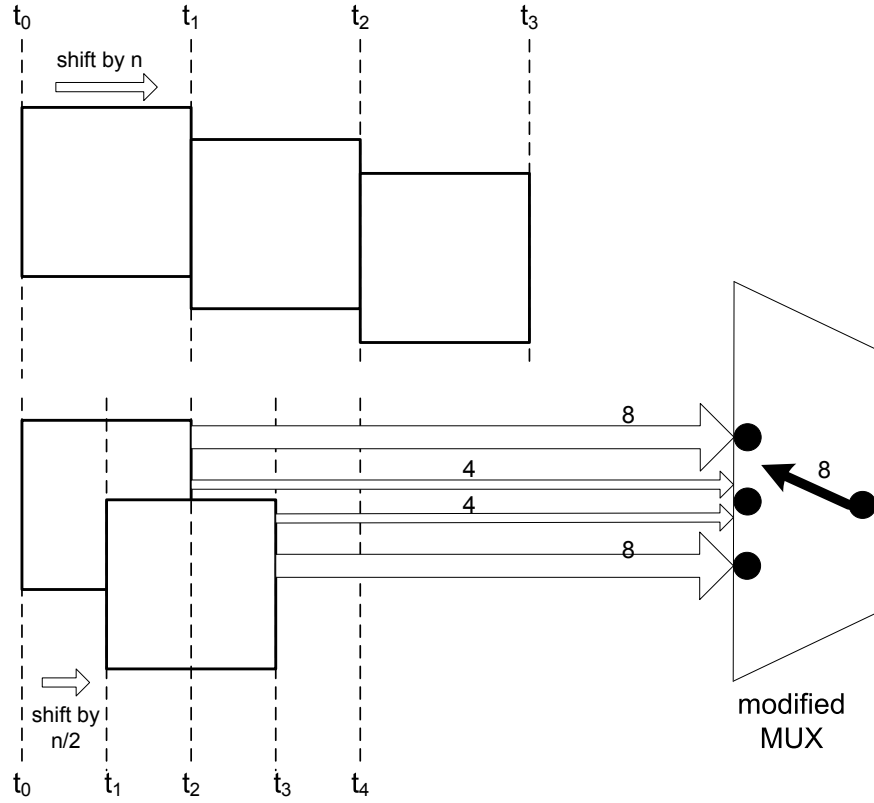 t0 t1 t2 t3
shift by n
8
4
8
4
8
shift by
n/2
modified
MUX
t0 t1 t2 t3 t4